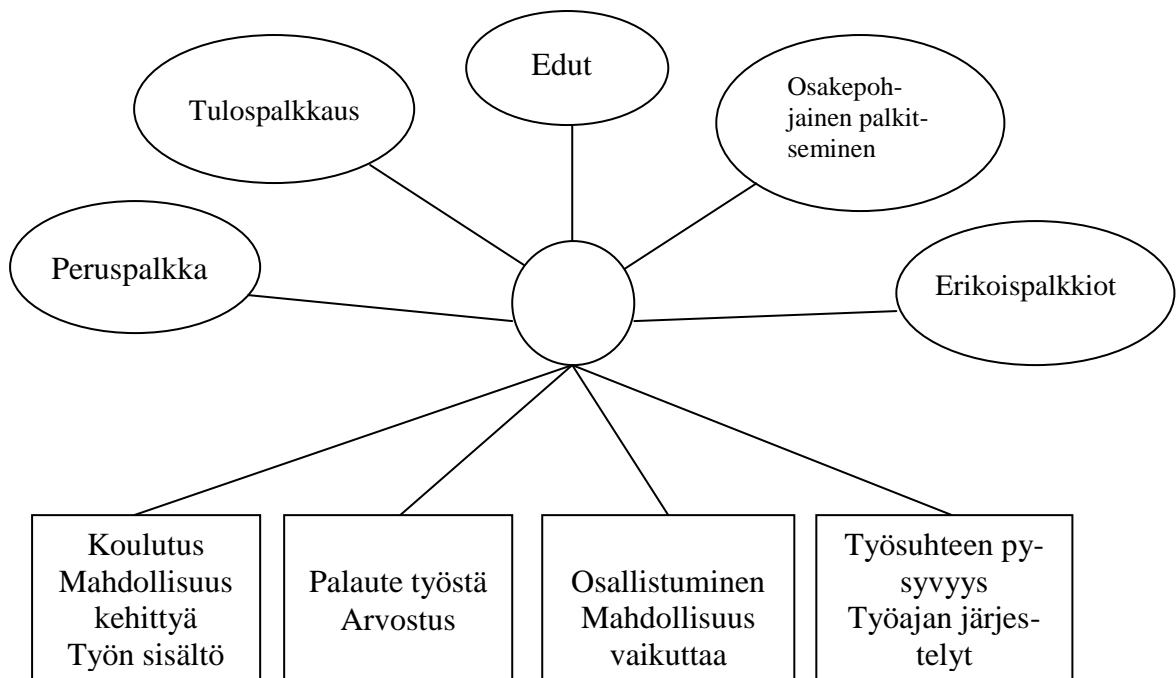 Edut
Tulospalkkaus
Osakepoh-
jainen palkit-
seminen
Peruspalkka
Erikoispalkkiot
Koulutus
Mahdollisuus
kehittyä
Työn sisältö
Palaute työstä
Arvostus
Osallistuminen
Mahdollisuus
vaikuttaa
Työsuhteen py-
syvyys
Työajan järjes-
telyt